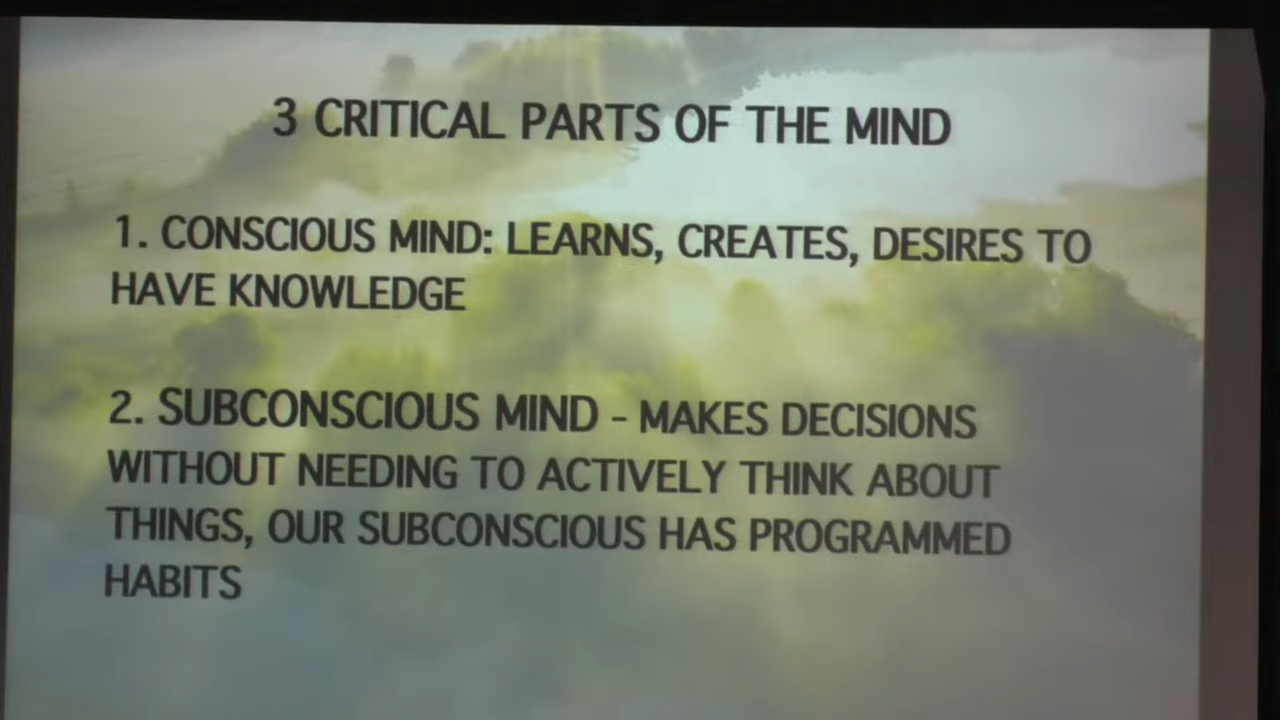 3 CRITICAL PARTS OF THE MIND
1. CONSCIOUS MIND: LEARNS, CREATES, DESIRES TO
HAVE KNOWLEDGE
2. SUBCONSCIOUS MIND - MAKES DECISIONS
WITHOUT NEEDING TO ACTIVELY THINK ABOUT
THINGS, OUR SUBCONSCIOUS HAS PROGRAMMED
HABITS